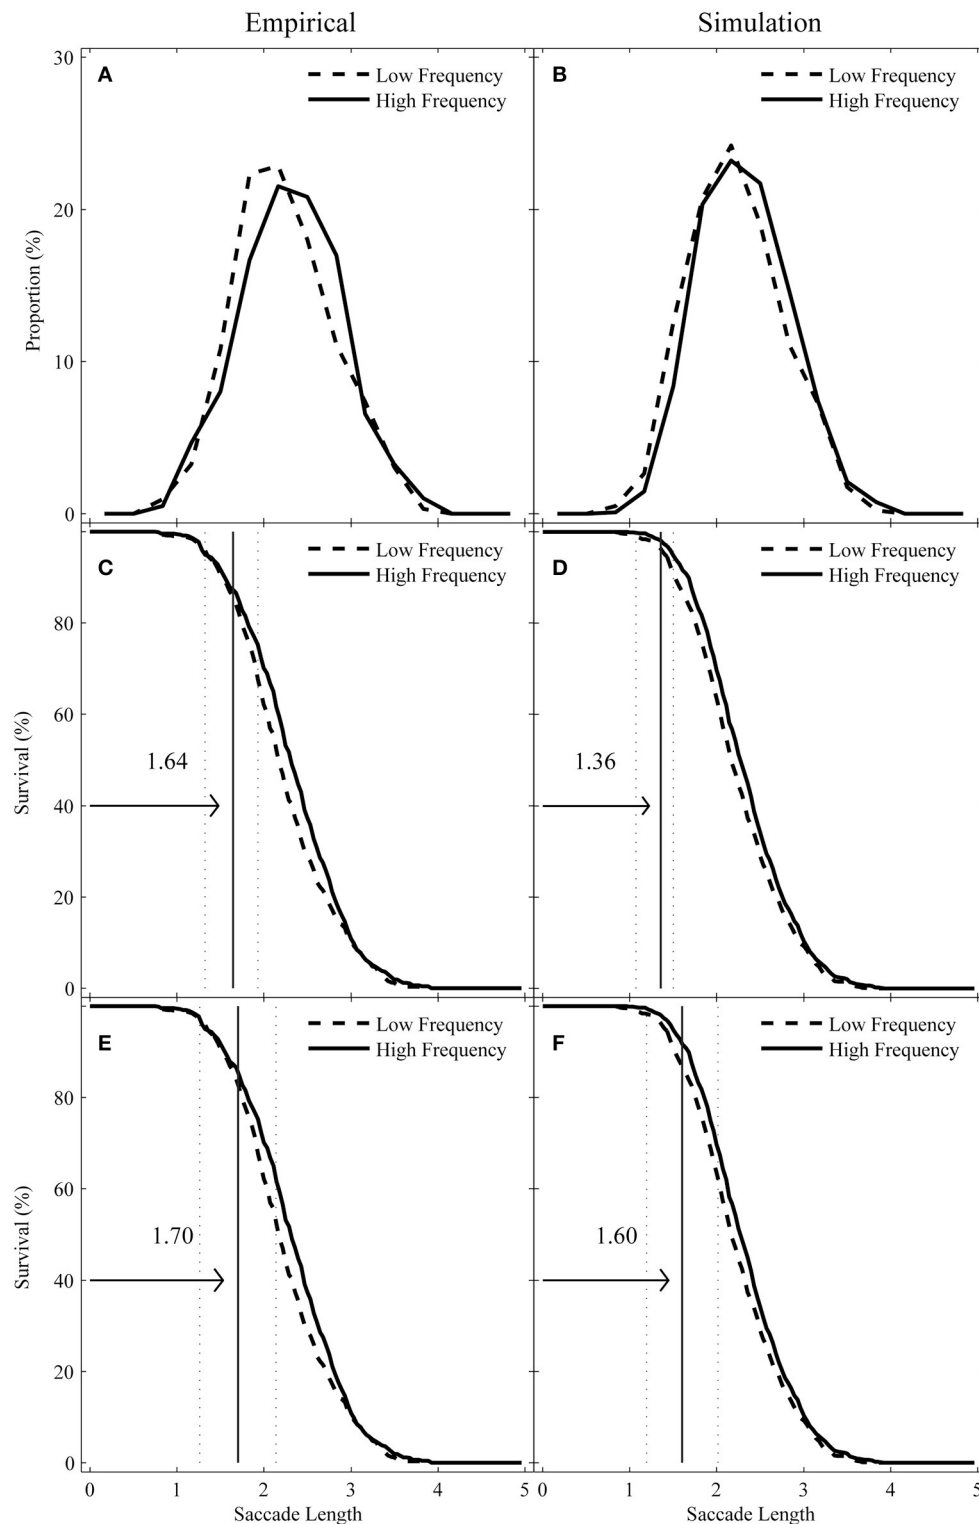 Empirical Simulation
30
A
Low Frequency
High Frequency
B
Low Frequency
High Frequency
20
Proportion (%)
10
0
C
Low Frequency
High Frequency
D
Low Frequency
High Frequency
80
60
Survival (%)
1.64
1.36
40
20
0
E
Low Frequency
High Frequency
F
Low Frequency
High Frequency
80
60
Survival (%)
1.70
1.60
40
20
0
0 1 2 3 4 5 0 1 2 3 4 5
Saccade Length Saccade Length